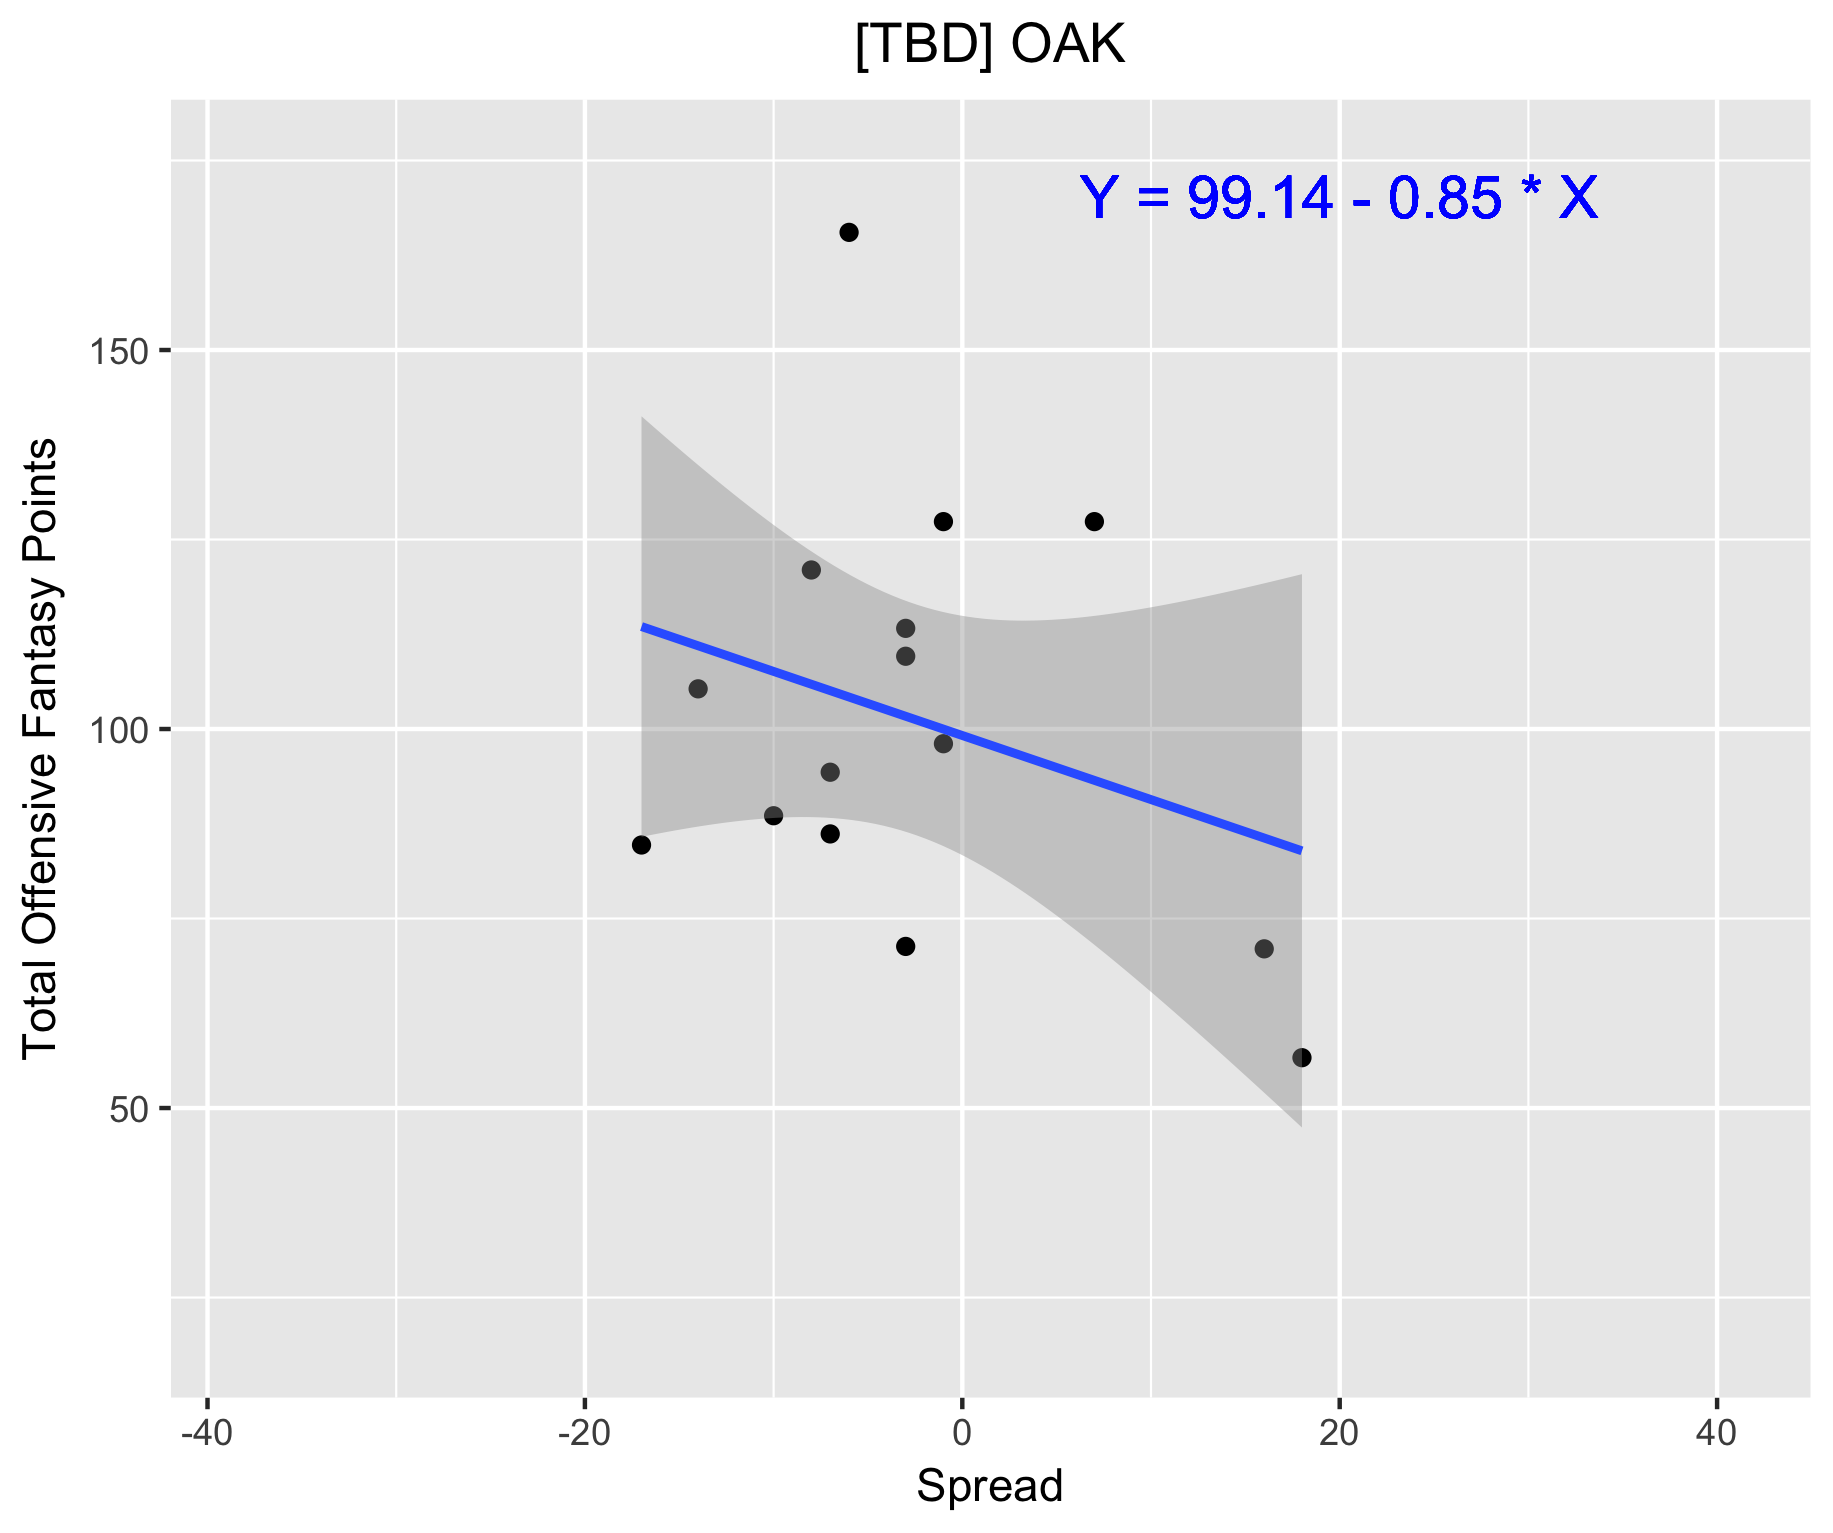 [TBD] OAK
Y = 99.14 - 0.85 * X
Total Offensive Fantasy Points
150
100
50
-40
-20
0
20
40
Spread